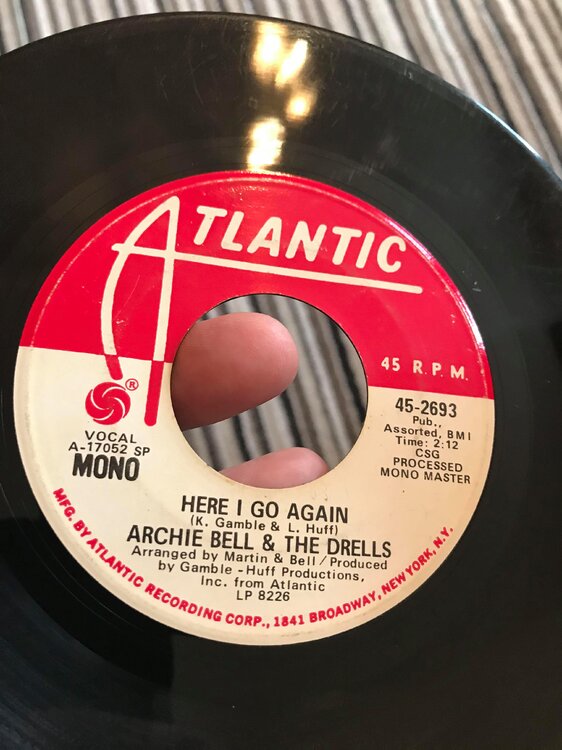 ATLANTIC
45 R.P.M.
®
VOCAL
A-17052 SP
MONO
45-2693
Pub.,
Assorted, BMI
Time: 2:12
CSG
PROCESSED
MONO MASTER
HERE I GO AGAIN
(K. Gamble & L. Huff)
ARCHIE BELL & THE DRELLS
Arranged by Martin & Bell/Produced
by Gamble-Huff Productions,
Inc. from Atlantic
LP 8226
MFG. BY ATLANTIC RECORDING CORP., 1841 BROADWAY, NEW YORK, N.Y.